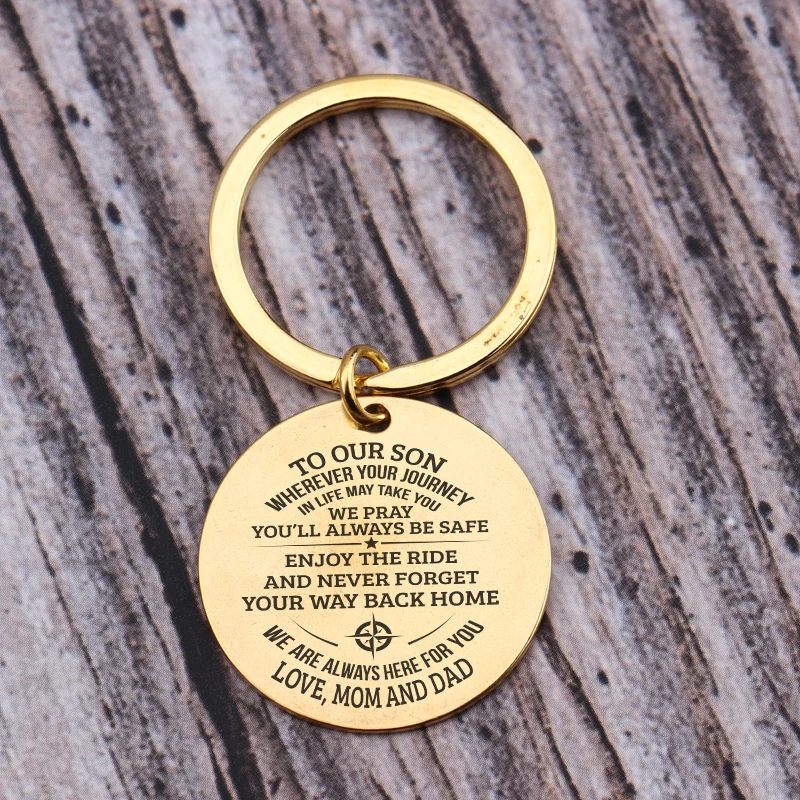 TO OUR SON
WHEREVER YOUR JOURNEY
IN LIFE MAY TAKE YOU
WE PRAY
YOU'LL ALWAYS BE SAFE
ENJOY THE RIDE
AND NEVER FORGET
YOUR WAY BACK HOME
WE ARE ALWAYS HERE FOR YOU
LOVE, MOM AND DAD